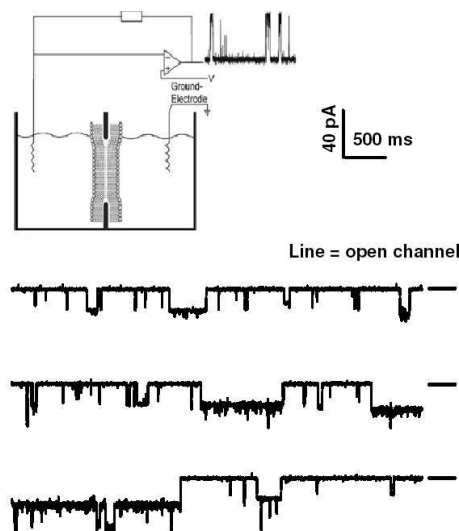 Ground-
Electrode
V
40 pA
500 ms
Line = open channel